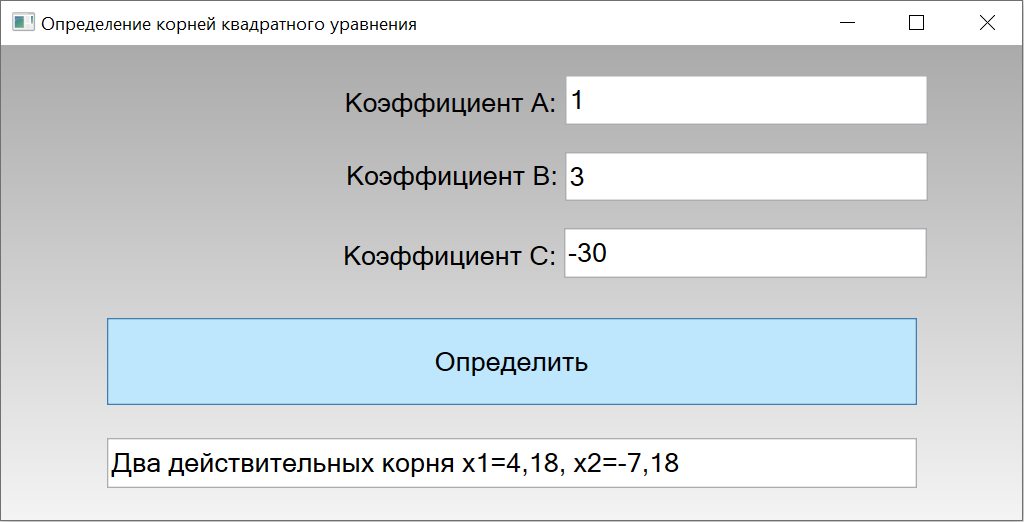 Определение корней квадратного уравнения
Коэффициент A: 1
Коэффициент B: 3
Коэффициент C: -30
Определить
Два действительных корня x1=4,18, x2=-7,18